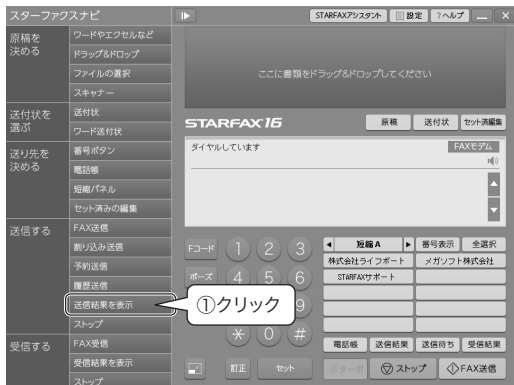 スターファクスナビ
STARFAXアシスタント 設定 ?ヘルプ
原稿を
決める
ワードやエクセルなど
ドラッグ&ドロップ
ファイルの選択
スキャナー
送付状を
選ぶ
送付状
ワード送付状
送り先を
決める
番号ボタン
電話帳
短縮パネル
セット済みの編集
送信する
FAX送信
割り込み送信
予約送信
履歴送信
送信結果を表示
ストップ
受信する
FAX受信
受信結果を表示
ストップ
ここに書類をドラッグ&ドロップしてください
STARFAX'16
原稿 送付状 セット済編集
ダイヤルしています
FAXモデム
Fコード 1 2 3
ポーズ 4 5 6
9
* 0 #
訂正 セット
短縮 A 番号表示 全選択
株式会社ライフボート メガソフト株式会社
STARFAXサポート
電話帳 送信結果 送信待ち 受信結果
ターボ ストップ FAX送信
①クリック